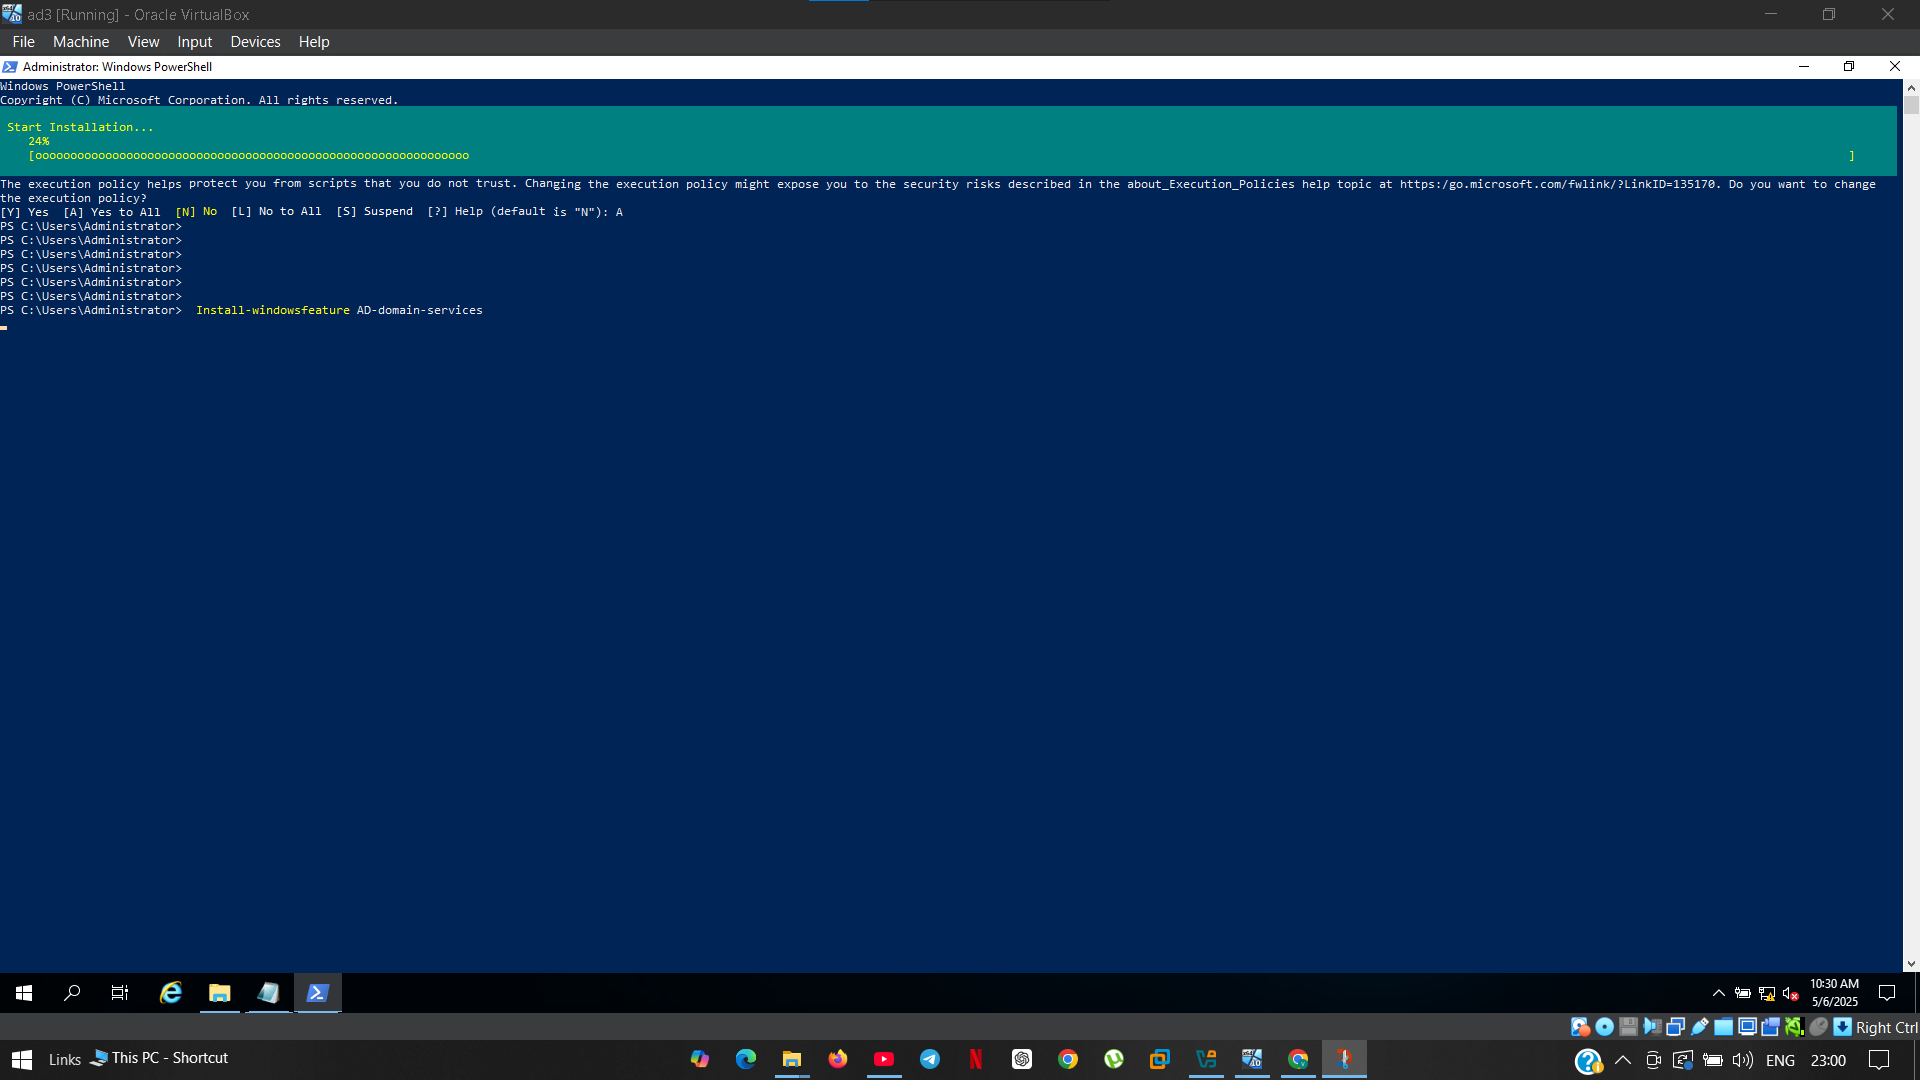 ad3 [Running] - Oracle VirtualBox
File Machine View Input Devices Help
Administrator: Windows PowerShell
Windows PowerShell
Copyright (C) Microsoft Corporation. All rights reserved.
Start Installation...
24%
[oooooooooooooooooooooooooooooooooooooooooooooooooooooooooooooo ]
The execution policy helps protect you from scripts that you do not trust. Changing the execution policy might expose you to the security risks described in the about_Execution_Policies help topic at https:/go.microsoft.com/fwlink/?LinkID=135170. Do you want to change
the execution policy?
[Y] Yes [A] Yes to All [N] No [L] No to All [S] Suspend [?] Help (default is "N"): A
PS C:\Users\Administrator>
PS C:\Users\Administrator>
PS C:\Users\Administrator>
PS C:\Users\Administrator>
PS C:\Users\Administrator>
PS C:\Users\Administrator>
PS C:\Users\Administrator> Install-windowsfeature AD-domain-services
10:30 AM
5/6/2025
Right Ctrl
Links This PC - Shortcut ENG 23:00